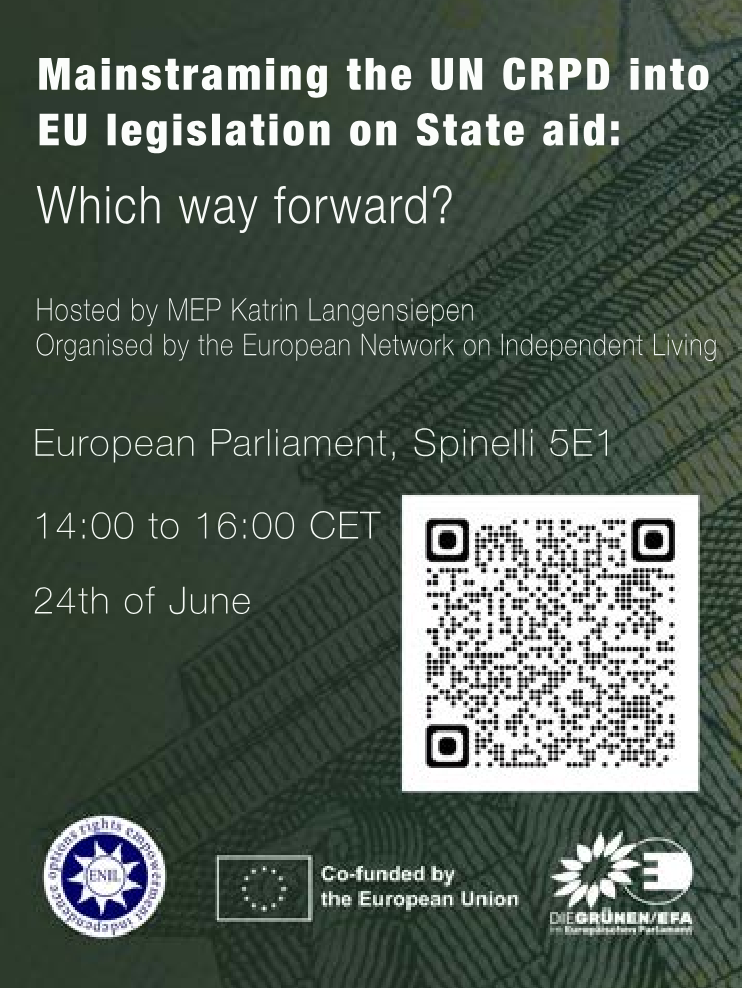 Mainstraming the UN CRPD into
EU legislation on State aid:
Which way forward?
Hosted by MEP Katrin Langensiepen
Organised by the European Network on Independent Living
European Parliament, Spinelli 5E1
14:00 to 16:00 CET
24th of June
options rights empowerment independence
ENIL
Co-funded by
the European Union
DIEGRÜNEN/EFA
im Europäischen Parlament